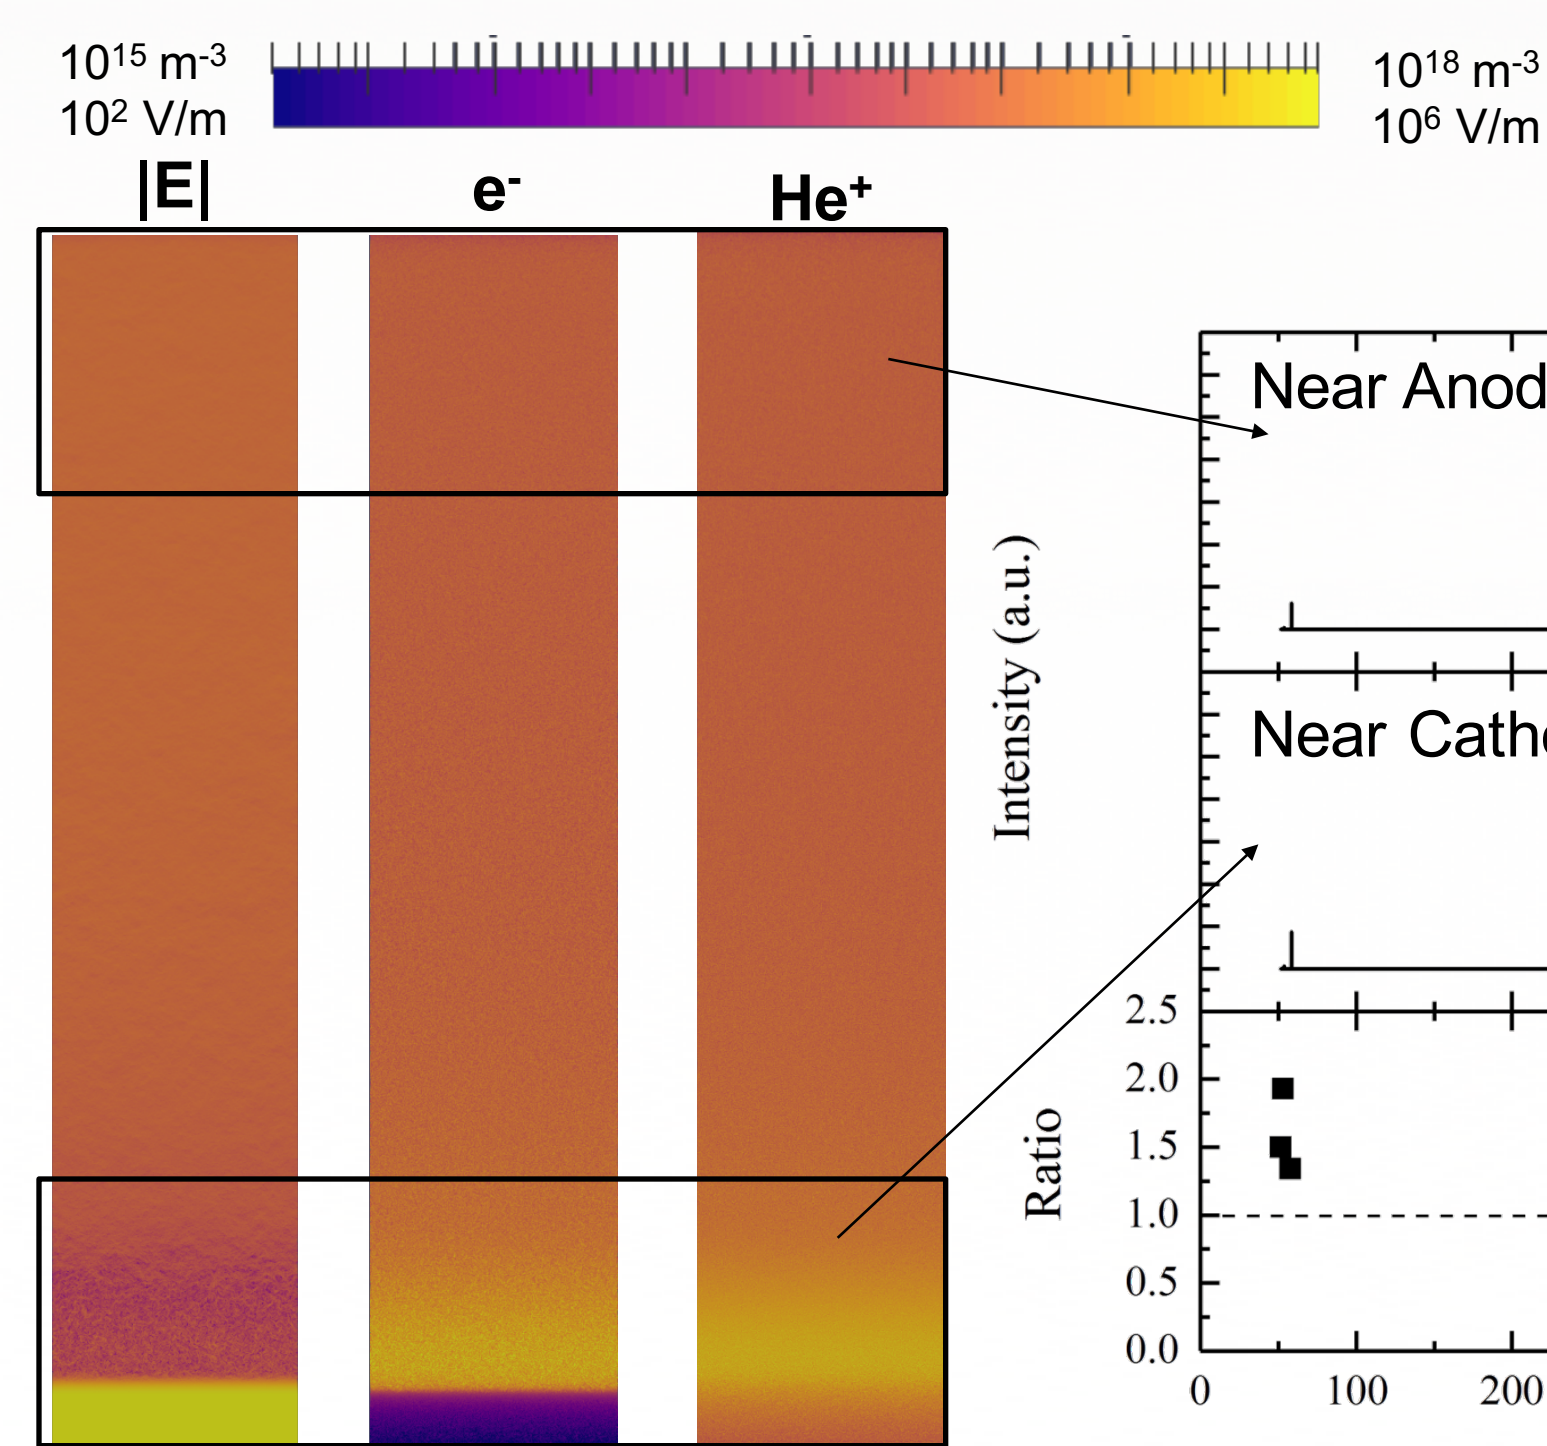 10¹⁵ m⁻³
10² V/m
10¹⁸ m⁻³
10⁶ V/m
|E|
e⁻
He⁺
Near Anod
Near Cath
Intensity (a.u.)
Ratio
2.5
2.0
1.5
1.0
0.5
0.0
0
100
200